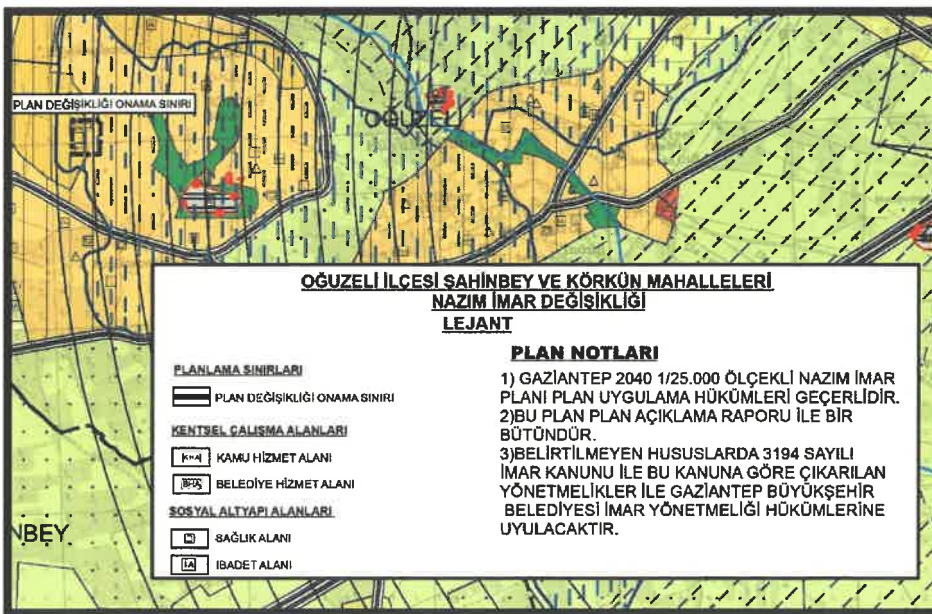 PLAN DEĞİŞİKLİĞİ ONAMA SINIRI
OĞUZELİ
OĞUZELİ İLÇESİ ŞAHİNBEY VE KÖRKÜN MAHALLELERİ
NAZIM İMAR DEĞİŞİKLİĞİ
LEJANT
PLANLAMA SINIRLARI
PLAN DEĞİŞİKLİĞİ ONAMA SINIRI
KENTSEL ÇALIŞMA ALANLARI
KHA KAMU HİZMET ALANI
BHA BELEDİYE HİZMET ALANI
SOSYAL ALTYAPI ALANLARI
SAĞLIK ALANI
İA İBADET ALANI
PLAN NOTLARI
1) GAZİANTEP 2040 1/25.000 ÖLÇEKLİ NAZIM İMAR
PLANI PLAN UYGULAMA HÜKÜMLERİ GEÇERLİDİR.
2)BU PLAN PLAN AÇIKLAMA RAPORU İLE BİR
BÜTÜNDÜR.
3)BELİRTİLMEYEN HUSUSLARDA 3194 SAYILI
İMAR KANUNU İLE BU KANUNA GÖRE ÇIKARILAN
YÖNETMELİKLER İLE GAZİANTEP BÜYÜKŞEHİR
BELEDİYESİ İMAR YÖNETMELİĞİ HÜKÜMLERİNE
UYULACAKTIR.
NBEY